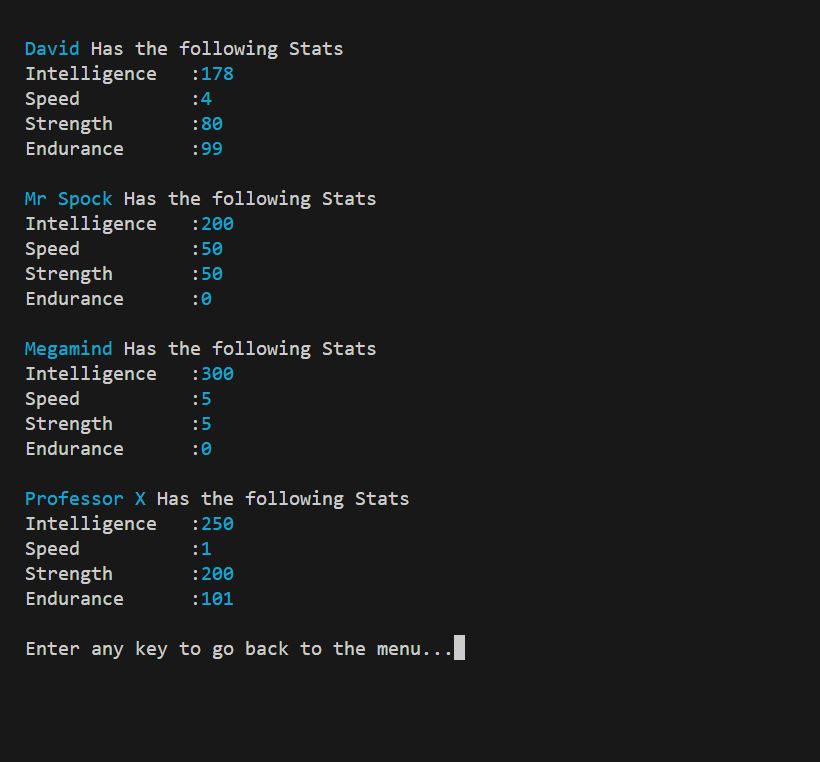 David Has the following Stats
Intelligence   :178
Speed          :4
Strength       :80
Endurance      :99
Mr Spock Has the following Stats
Intelligence   :200
Speed          :50
Strength       :50
Endurance      :0
Megamind Has the following Stats
Intelligence   :300
Speed          :5
Strength       :5
Endurance      :0
Professor X Has the following Stats
Intelligence   :250
Speed          :1
Strength       :200
Endurance      :101
Enter any key to go back to the menu...